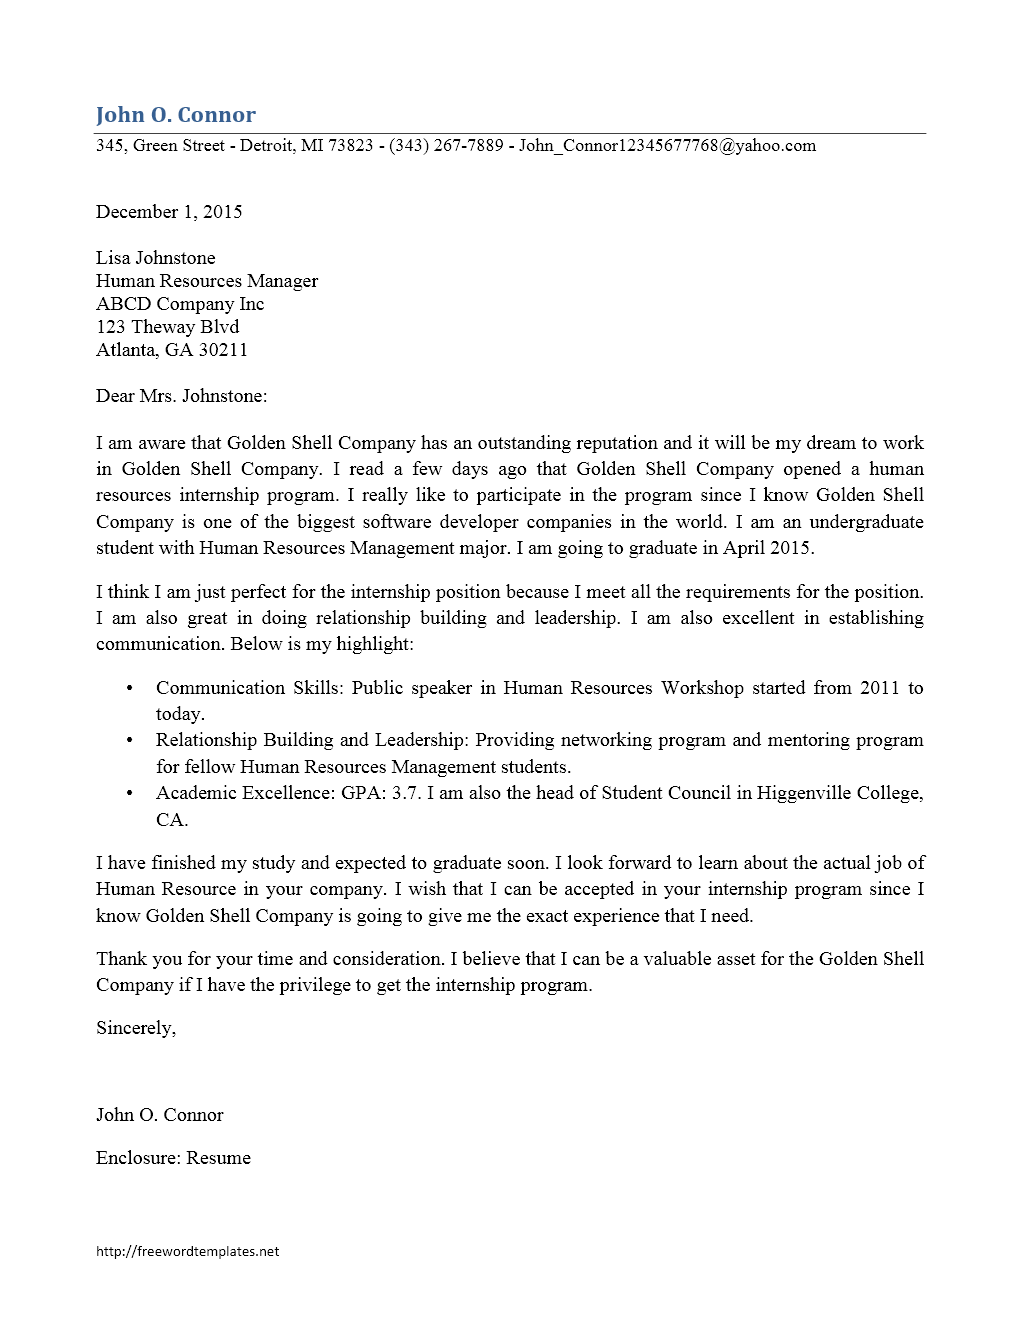 John O. Connor
345, Green Street - Detroit, MI 73823 - (343) 267-7889 - John_Connor12345677768@yahoo.com
December 1, 2015
Lisa Johnstone
Human Resources Manager
ABCD Company Inc
123 Theway Blvd
Atlanta, GA 30211
Dear Mrs. Johnstone:
I am aware that Golden Shell Company has an outstanding reputation and it will be my dream to work
in Golden Shell Company. I read a few days ago that Golden Shell Company opened a human
resources internship program. I really like to participate in the program since I know Golden Shell
Company is one of the biggest software developer companies in the world. I am an undergraduate
student with Human Resources Management major. I am going to graduate in April 2015.
I think I am just perfect for the internship position because I meet all the requirements for the position.
I am also great in doing relationship building and leadership. I am also excellent in establishing
communication. Below is my highlight:
• Communication Skills: Public speaker in Human Resources Workshop started from 2011 to
today.
• Relationship Building and Leadership: Providing networking program and mentoring program
for fellow Human Resources Management students.
• Academic Excellence: GPA: 3.7. I am also the head of Student Council in Higgenville College,
CA.
I have finished my study and expected to graduate soon. I look forward to learn about the actual job of
Human Resource in your company. I wish that I can be accepted in your internship program since I
know Golden Shell Company is going to give me the exact experience that I need.
Thank you for your time and consideration. I believe that I can be a valuable asset for the Golden Shell
Company if I have the privilege to get the internship program.
Sincerely,
John O. Connor
Enclosure: Resume
http://freewordtemplates.net